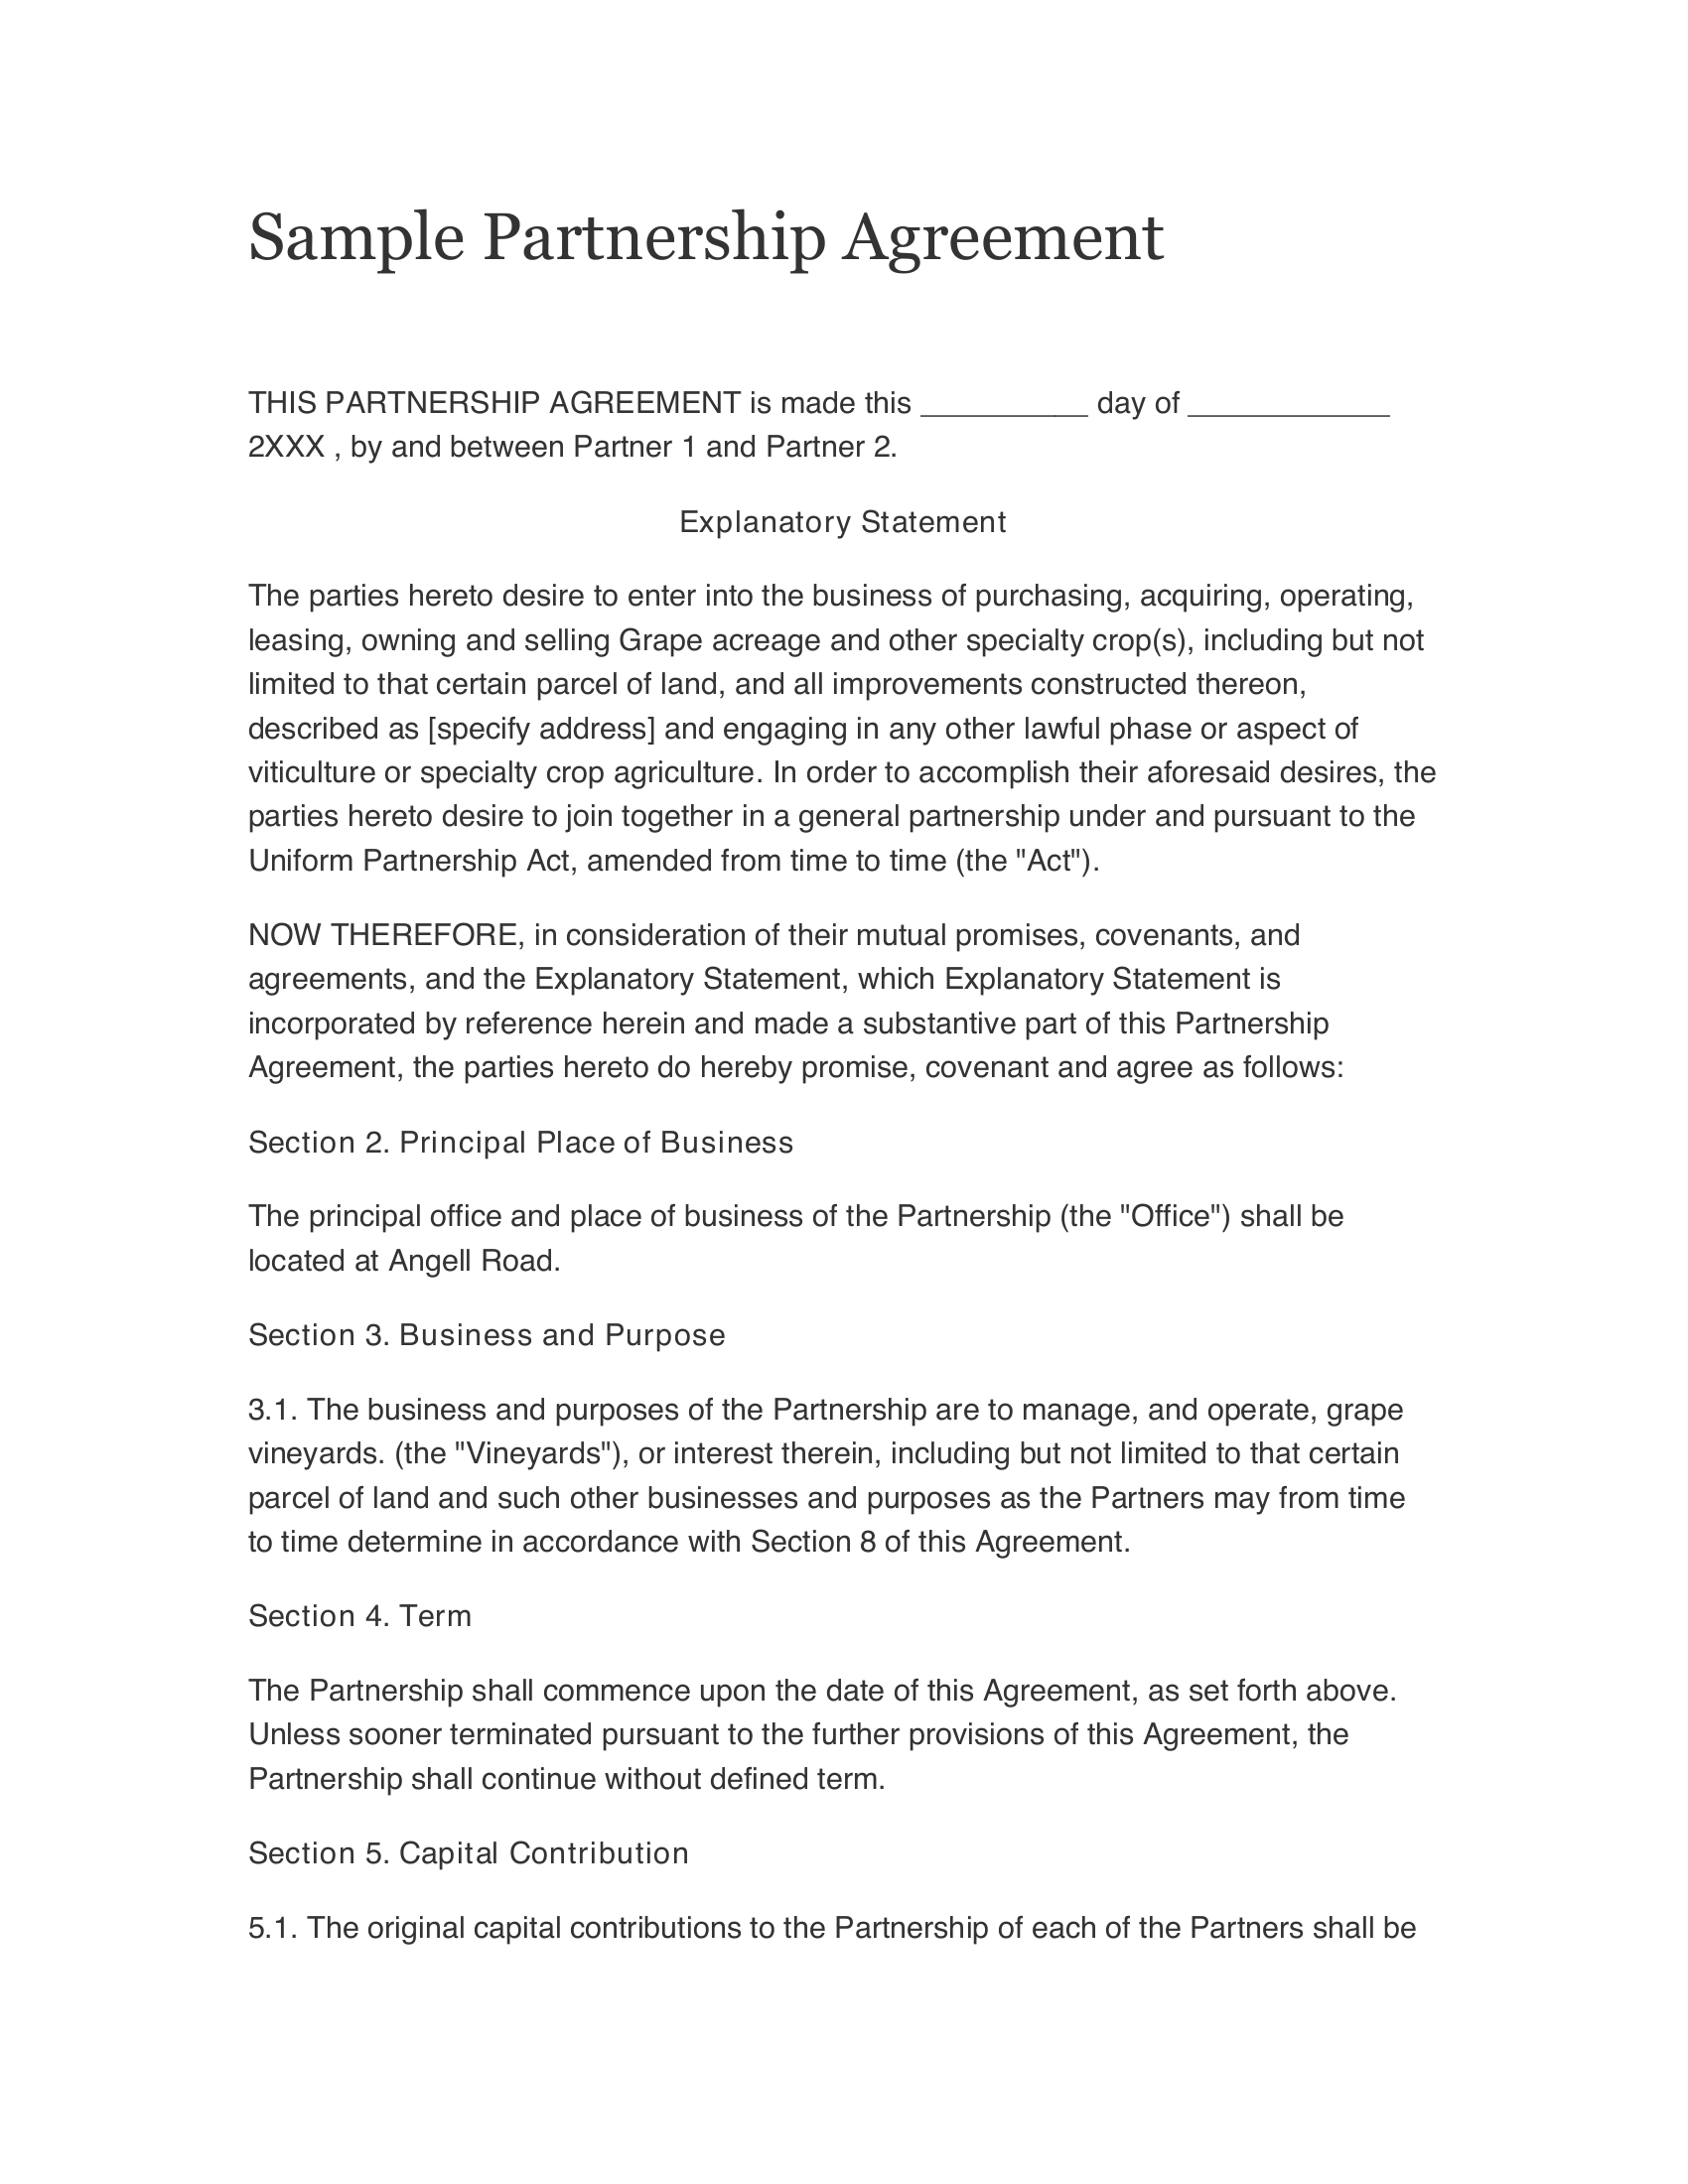 Sample Partnership Agreement
THIS PARTNERSHIP AGREEMENT is made this __________ day of ____________
2XXX , by and between Partner 1 and Partner 2.
Explanatory Statement
The parties hereto desire to enter into the business of purchasing, acquiring, operating,
leasing, owning and selling Grape acreage and other specialty crop(s), including but not
limited to that certain parcel of land, and all improvements constructed thereon,
described as [specify address] and engaging in any other lawful phase or aspect of
viticulture or specialty crop agriculture. In order to accomplish their aforesaid desires, the
parties hereto desire to join together in a general partnership under and pursuant to the
Uniform Partnership Act, amended from time to time (the "Act").
NOW THEREFORE, in consideration of their mutual promises, covenants, and
agreements, and the Explanatory Statement, which Explanatory Statement is
incorporated by reference herein and made a substantive part of this Partnership
Agreement, the parties hereto do hereby promise, covenant and agree as follows:
Section 2. Principal Place of Business
The principal office and place of business of the Partnership (the "Office") shall be
located at Angell Road.
Section 3. Business and Purpose
3.1. The business and purposes of the Partnership are to manage, and operate, grape
vineyards. (the "Vineyards"), or interest therein, including but not limited to that certain
parcel of land and such other businesses and purposes as the Partners may from time
to time determine in accordance with Section 8 of this Agreement.
Section 4. Term
The Partnership shall commence upon the date of this Agreement, as set forth above.
Unless sooner terminated pursuant to the further provisions of this Agreement, the
Partnership shall continue without defined term.
Section 5. Capital Contribution
5.1. The original capital contributions to the Partnership of each of the Partners shall be